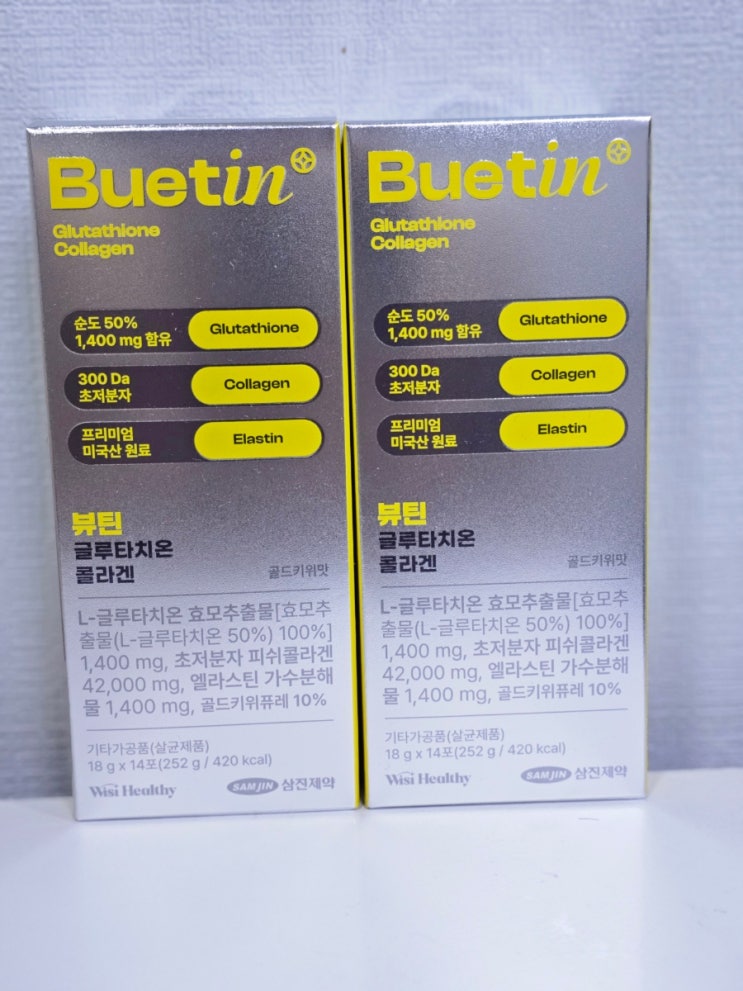 Buetin
Glutathione
Collagen
순도 50%
1,400 mg 함유
Glutathione
300 Da
초저분자
Collagen
프리미엄
미국산 원료
Elastin
뷰틴
글루타치온
콜라겐
골드키위맛
L-글루타치온 효모추출물[효모추
출물(L-글루타치온 50%) 100%]
1,400 mg, 초저분자 피쉬콜라겐
42,000 mg, 엘라스틴 가수분해
물 1,400 mg, 골드키위퓨레 10%
기타가공품(살균제품)
18 g x 14포(252 g / 420 kcal)
Wisi Healthy
SAMJIN 삼진제약
Buetin
Glutathione
Collagen
순도 50%
1,400 mg 함유
Glutathione
300 Da
초저분자
Collagen
프리미엄
미국산 원료
Elastin
뷰틴
글루타치온
콜라겐
골드키위맛
L-글루타치온 효모추출물[효모추
출물(L-글루타치온 50%) 100%]
1,400 mg, 초저분자 피쉬콜라겐
42,000 mg, 엘라스틴 가수분해
물 1,400 mg, 골드키위퓨레 10%
기타가공품(살균제품)
18 g x 14포(252 g / 420 kcal)
Wisi Healthy
SAMJIN 삼진제약